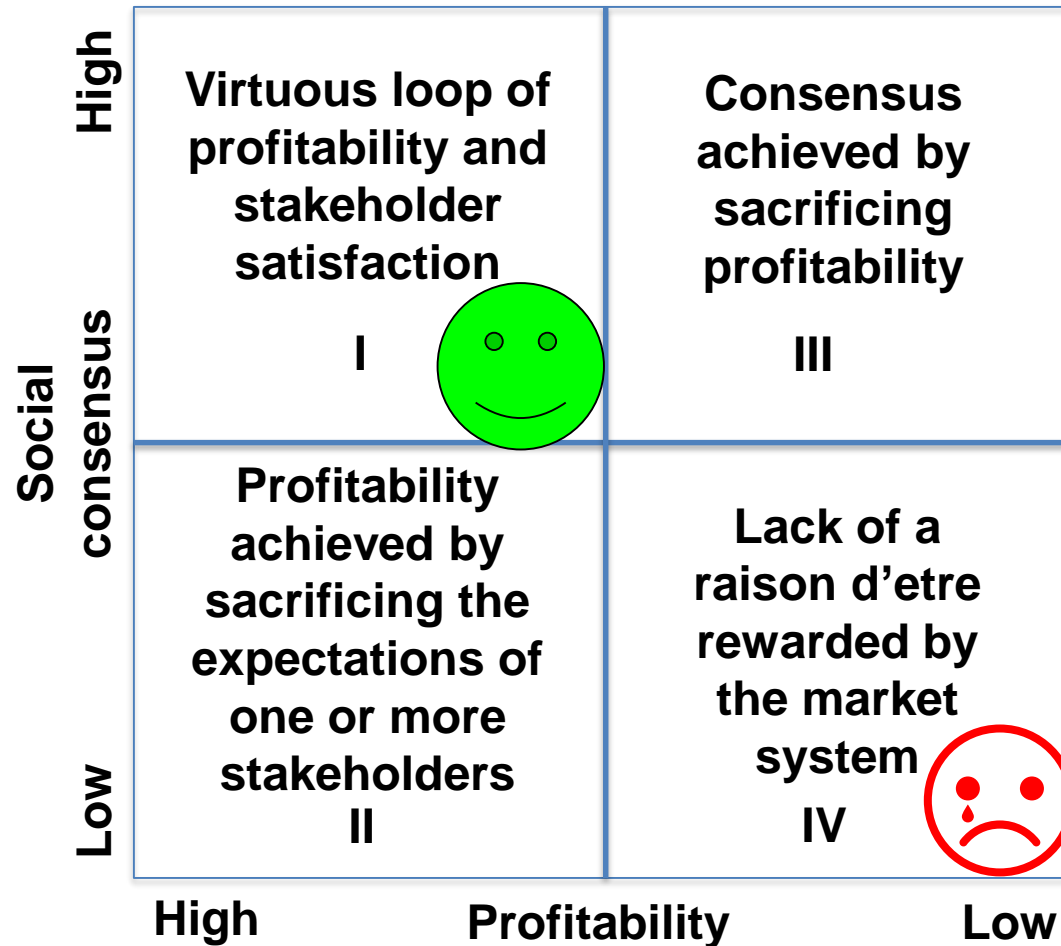 High
Social
consensus
Low
Virtuous loop of
profitability and
stakeholder
satisfaction
I
Consensus
achieved by
sacrificing
profitability
III
Profitability
achieved by
sacrificing the
expectations of
one or more
stakeholders
II
Lack of a
raison d’etre
rewarded by
the market
system
IV
High
Profitability
Low